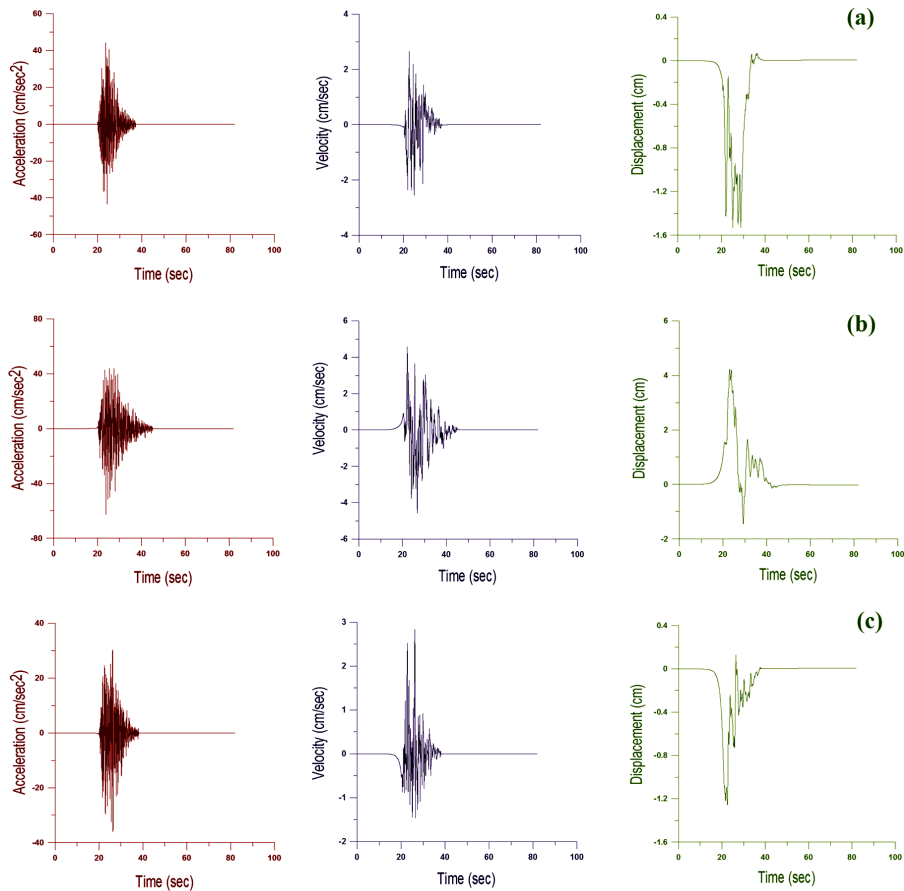 (a)
Acceleration (cm/sec2)
60
40
20
0
-20
-40
-60
0 20 40 60 80 100
Time (sec)
Velocity (cm/sec)
4
2
0
-2
-4
0 20 40 60 80 100
Time (sec)
Displacement (cm)
0.4
0
-0.4
-0.8
-1.2
-1.6
0 20 40 60 80 100
Time (sec)
(b)
Acceleration (cm/sec2)
80
40
0
-40
-80
0 20 40 60 80 100
Time (sec)
Velocity (cm/sec)
6
4
2
0
-2
-4
-6
0 20 40 60 80 100
Time (sec)
Displacement (cm)
6
4
2
0
-2
0 20 40 60 80 100
Time (sec)
(c)
Acceleration (cm/sec2)
40
20
0
-20
-40
0 20 40 60 80 100
Time (sec)
Velocity (cm/sec)
3
2
1
0
-1
-2
0 20 40 60 80 100
Time (sec)
Displacement (cm)
0.4
0
-0.4
-0.8
-1.2
-1.6
0 20 40 60 80 100
Time (sec)